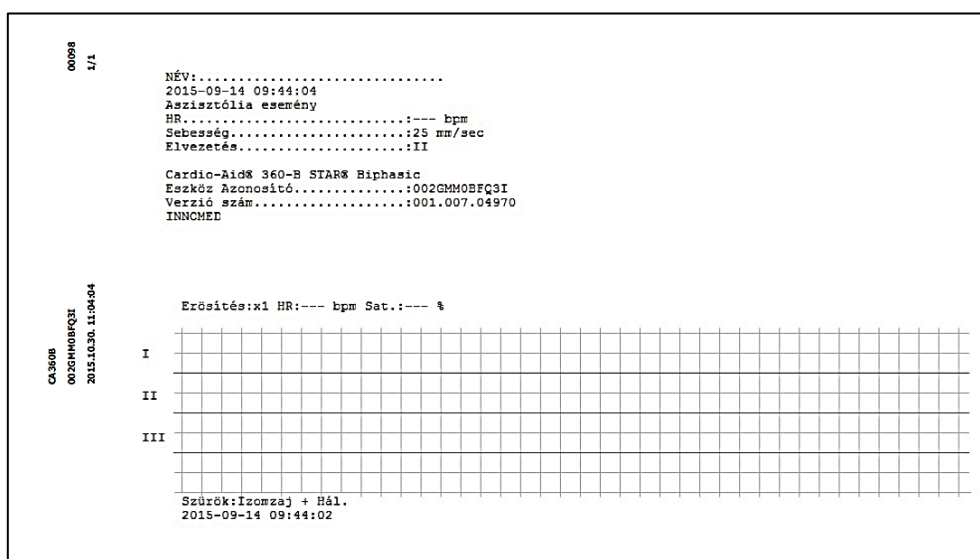 00098
1/1
NÉV:...............................
2015-09-14 09:44:04
Aszisztólia esemény
HR............................:--- bpm
Sebesség......................:25 mm/sec
Elvezetés.....................:II
Cardio-Aid® 360-B STAR® Biphasic
Eszköz Azonosító..............:002GMM0BFQ3I
Verzió szám...................:001.007.04970
INNOMED
CA360B
002GMM0BFQ3I
2015.10.30. 11:04:04
Erösítés:x1 HR:--- bpm Sat.:--- %
I
II
III
Szürök:Izomzaj + Hál.
2015-09-14 09:44:02